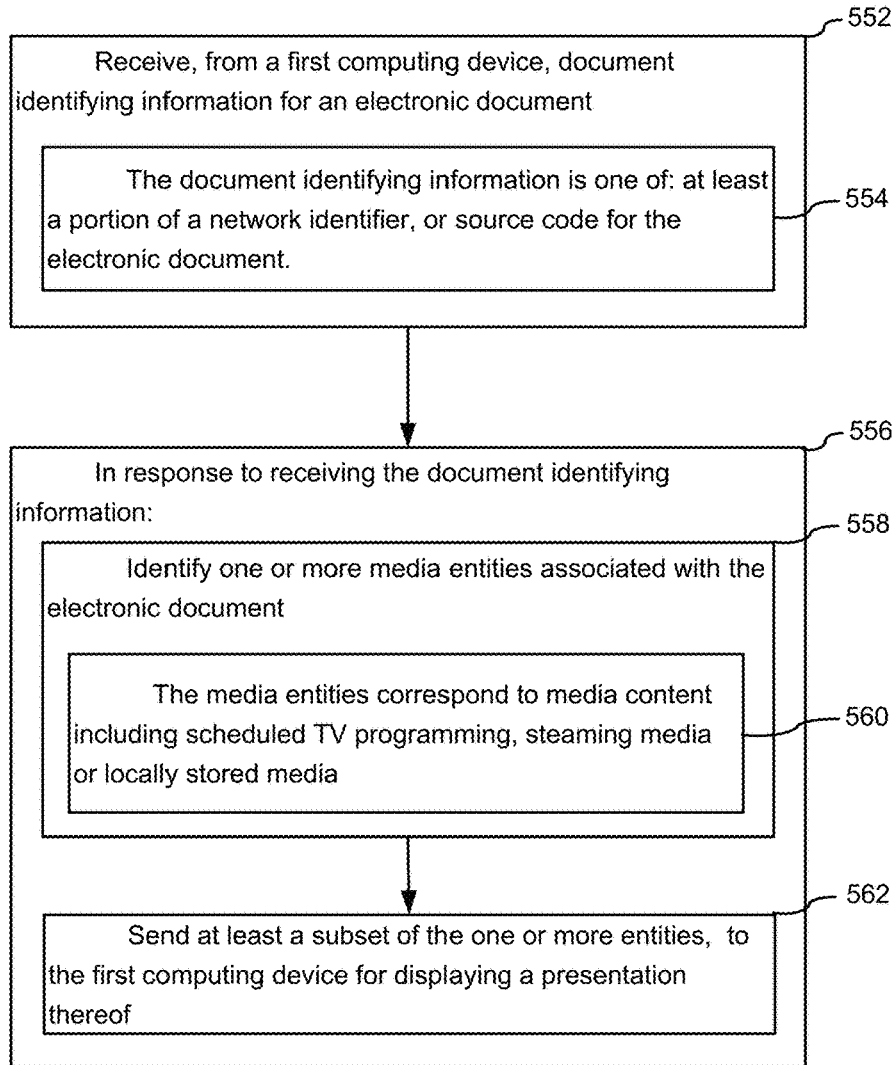 552
Receive, from a first computing device, document
identifying information for an electronic document
The document identifying information is one of: at least
a portion of a network identifier, or source code for the
electronic document.
554
556
In response to receiving the document identifying
information:
558
Identify one or more media entities associated with the
electronic document
The media entities correspond to media content
including scheduled TV programming, steaming media
or locally stored media
560
562
Send at least a subset of the one or more entities, to
the first computing device for displaying a presentation
thereof